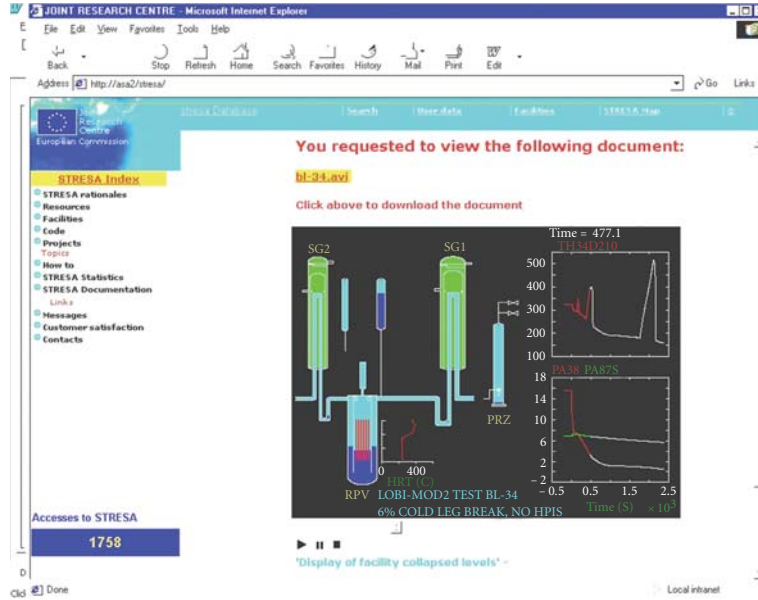 JOINT RESEARCH CENTRE - Microsoft Internet Explorer
File Edit View Favorites Tools Help
Back Stop Refresh Home Search Favorites History Mail Print Edit
Address http://asa2/stresa/ Go Links
Joint
Research
Centre
European Commission
stresa Database Search User data Facilities STRESA Map
You requested to view the following document:
bl-34.avi
Click above to download the document
STRESA Index
STRESA rationales
Resources
Facilities
Code
Projects
Topics
How to
STRESA Statistics
STRESA Documentation
Links
Messages
Customer satisfaction
Contacts
Accesses to STRESA
1758
Time = 477.1
TH34D210
500
400
300
200
100
SG2
SG1
PRZ
RPV
0 400
HRT (C)
PA38 PA87S
18
14
10
6
2
−2
−0.5 0.5 1.5 2.5
Time (S) × 10³
LOBI-MOD2 TEST BL-34
6% COLD LEG BREAK, NO HPIS
'Display of facility collapsed levels' -
Done Local intranet